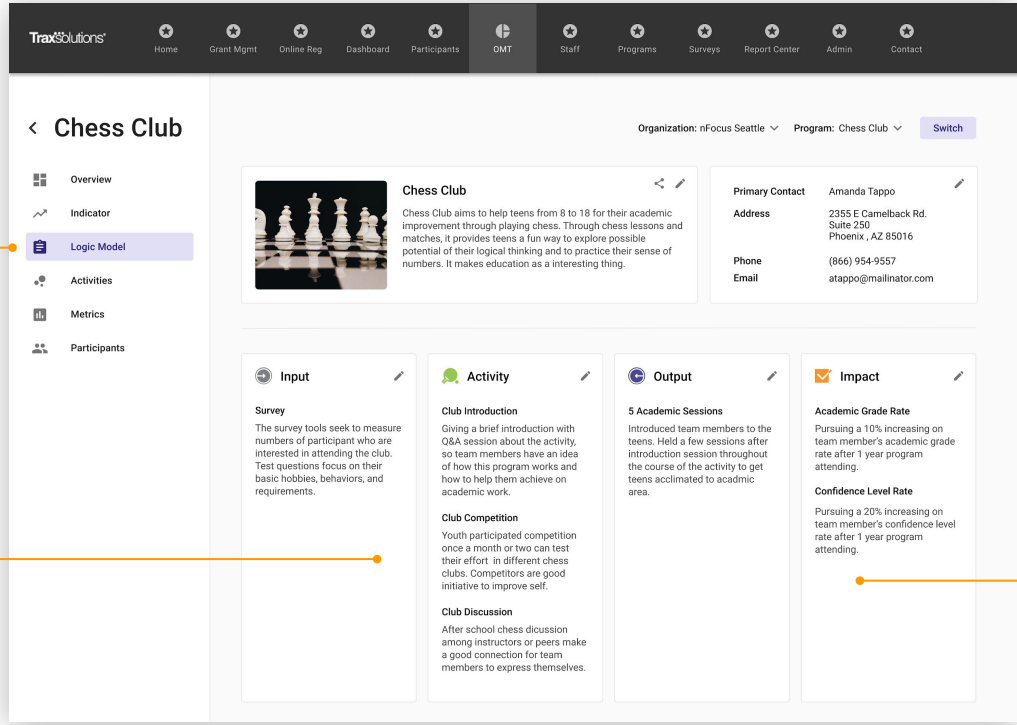 TraxSolutions
Home
Grant Mgmt
Online Reg
Dashboard
Participants
OMT
Staff
Programs
Surveys
Report Center
Admin
Contact
Chess Club
Overview
Indicator
Logic Model
Activities
Metrics
Participants
Organization: nFocus Seattle
Program: Chess Club
Switch
Chess Club
Chess Club aims to help teens from 8 to 18 for their academic
improvement through playing chess. Through chess lessons and
matches, it provides teens a fun way to explore possible
potential of their logical thinking and to practice their sense of
numbers. It makes education as a interesting thing.
Primary Contact Amanda Tappo
Address 2355 E Camelback Rd.
Suite 250
Phoenix , AZ 85016
Phone (866) 954-9557
Email atappo@mailinator.com
Input
Survey
The survey tools seek to measure
numbers of participant who are
interested in attending the club.
Test questions focus on their
basic hobbies, behaviors, and
requirements.
Activity
Club Introduction
Giving a brief introduction with
Q&A session about the activity,
so team members have an idea
of how this program works and
how to help them achieve on
academic work.
Club Competition
Youth participated competition
once a month or two can test
their effort in different chess
clubs. Competitors are good
initiative to improve self.
Club Discussion
After school chess dicussion
among instructors or peers make
a good connection for team
members to express themselves.
Output
5 Academic Sessions
Introduced team members to the
teens. Held a few sessions after
introduction session throughout
the course of the activity to get
teens acclimated to acadmic
area.
Impact
Academic Grade Rate
Pursuing a 10% increasing on
team member's academic grade
rate after 1 year program
attending.
Confidence Level Rate
Pursuing a 20% increasing on
team member's confidence level
rate after 1 year program
attending.